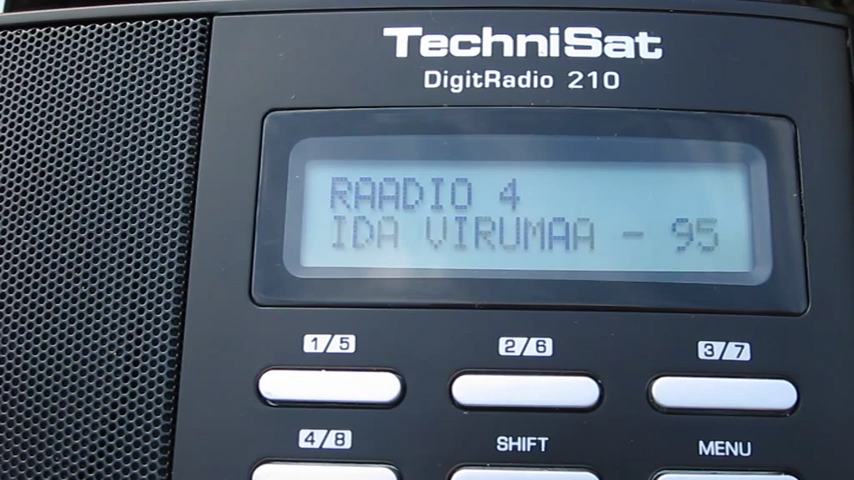 TechniSat
DigitRadio 210
RAADIO 4
IDA VIRUMAA - 95
1/5
2/6
3/7
4/8
SHIFT
MENU